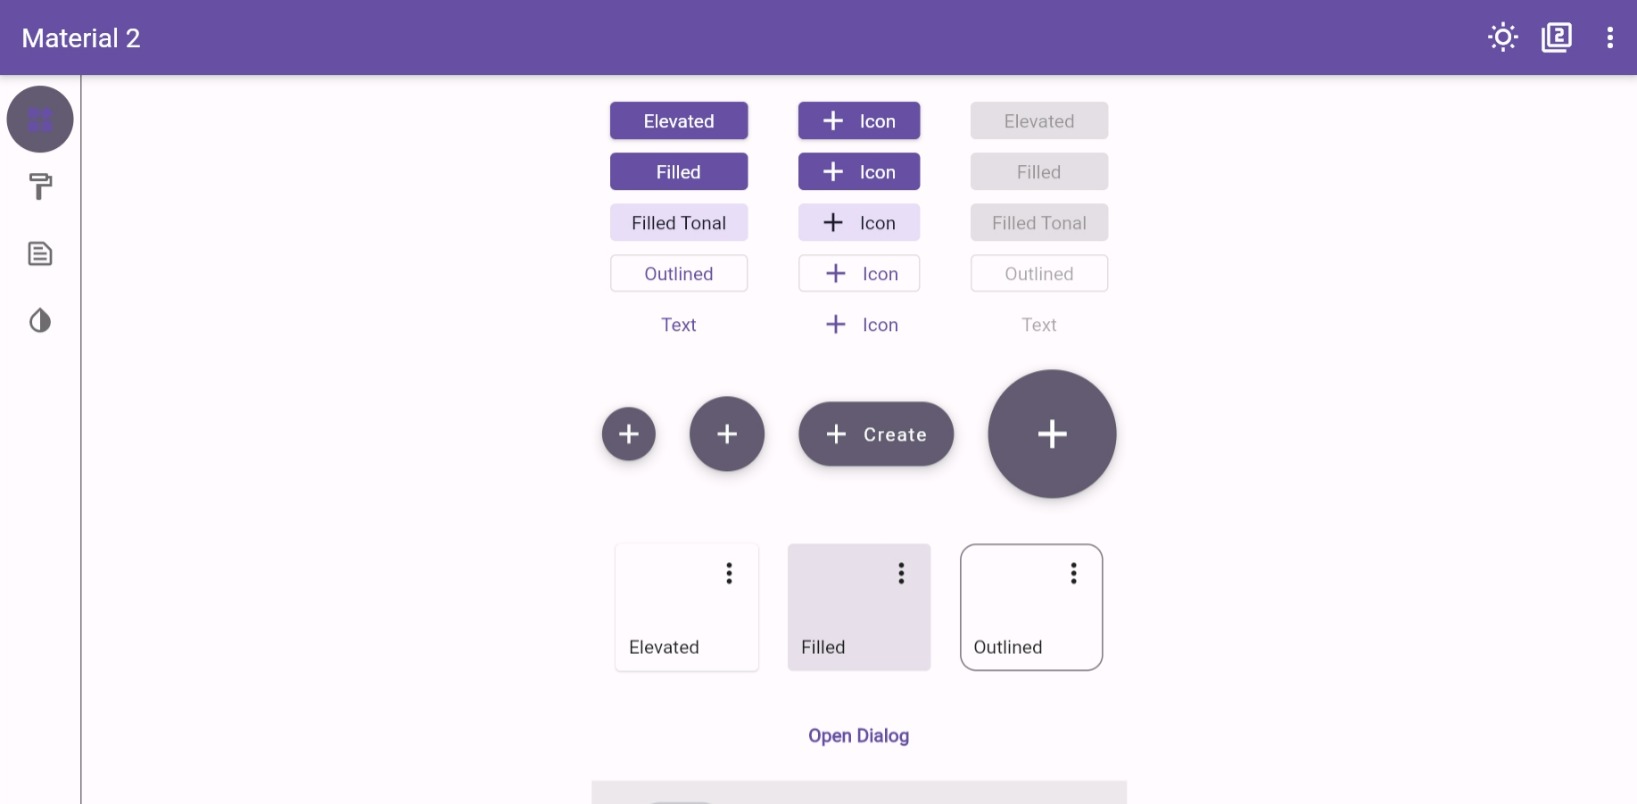 Material 2
2
Elevated Icon Elevated
Filled Icon Filled
Filled Tonal Icon Filled Tonal
Outlined Icon Outlined
Text Icon Text
Create
Elevated Filled Outlined
Open Dialog